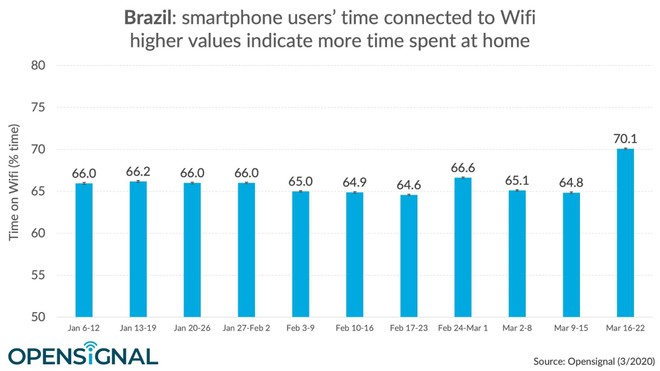 Brazil: smartphone users' time connected to Wifi
higher values indicate more time spent at home
Time on Wifi (% time)
80
75
70
65
60
55
50
66.0
66.2
66.0
66.0
65.0
64.9
64.6
66.6
65.1
64.8
70.1
Jan 6-12
Jan 13-19
Jan 20-26
Jan 27-Feb 2
Feb 3-9
Feb 10-16
Feb 17-23
Feb 24-Mar 1
Mar 2-8
Mar 9-15
Mar 16-22
OPENSIGNAL
Source: Opensignal (3/2020)